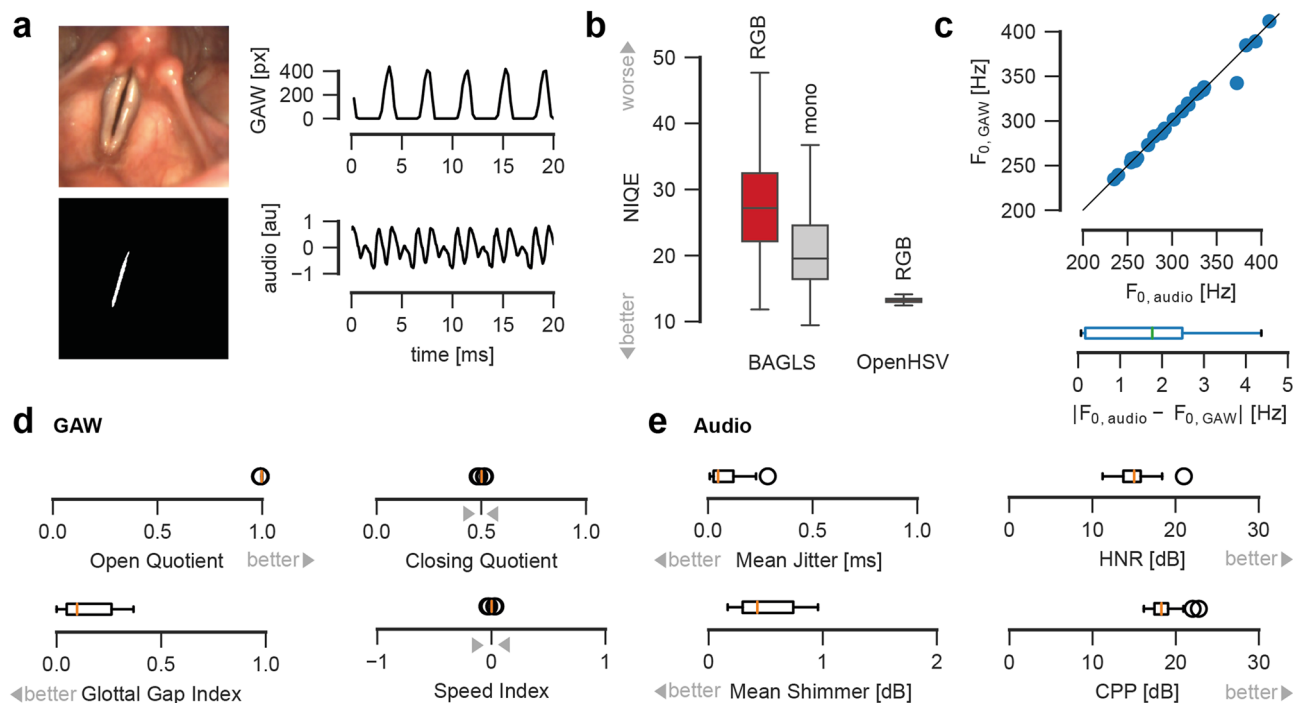 a
GAW [px]
400
200
0
0 5 10 15 20
audio [au]
1
0
−1
0 5 10 15 20
time [ms]
b
worse
better
NIQE
50
40
30
20
10
RGB
mono
RGB
BAGLS OpenHSV
c
F0, GAW [Hz]
400
350
300
250
200
200 250 300 350 400
F0, audio [Hz]
0 1 2 3 4 5
|F0, audio − F0, GAW| [Hz]
d GAW
0.0 0.5 1.0
Open Quotient better
0.0 0.5 1.0
Closing Quotient
0.0 0.5 1.0
better Glottal Gap Index
−1 0 1
Speed Index
e Audio
0.0 0.5 1.0
better Mean Jitter [ms]
0 10 20 30
HNR [dB] better
0 1 2
better Mean Shimmer [dB]
0 10 20 30
CPP [dB] better